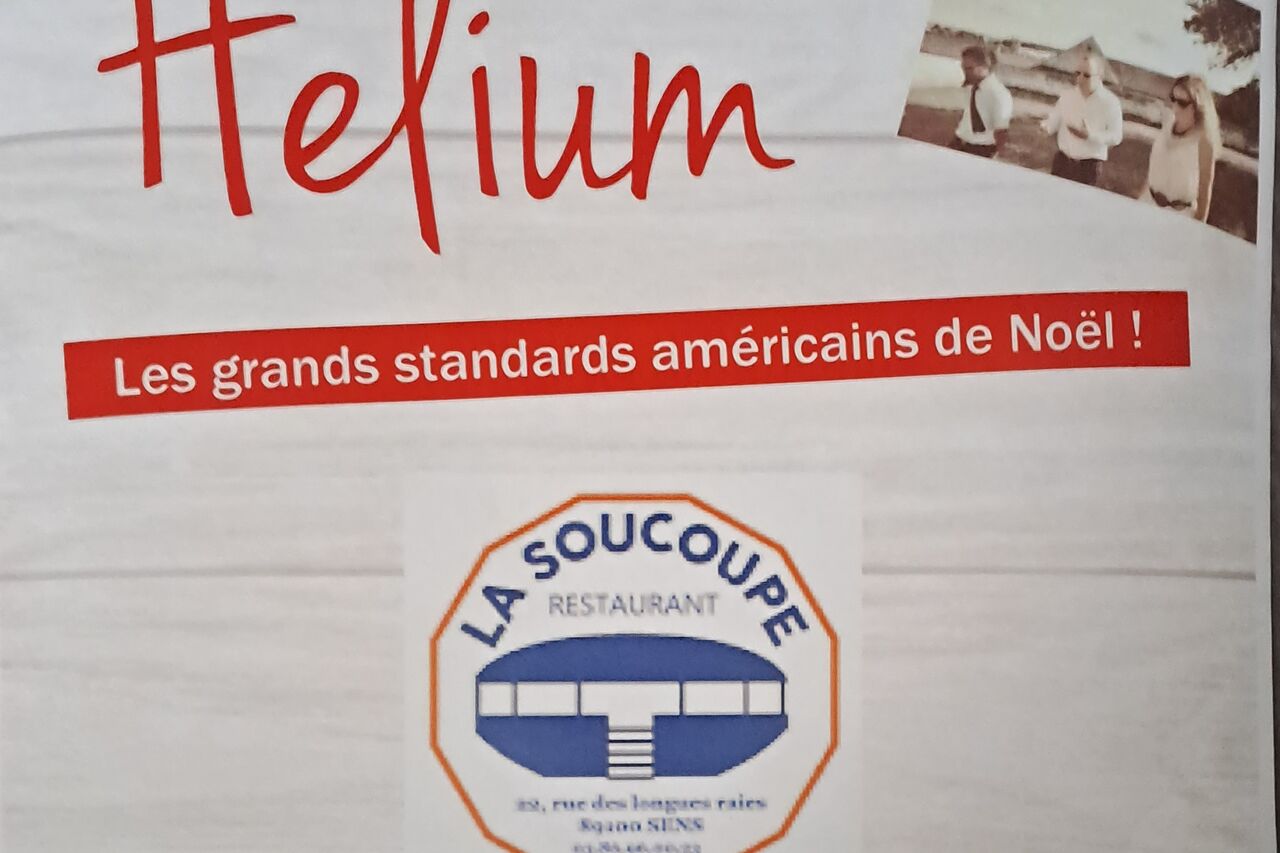 Helium
Les grands standards américains de Noël !
LA SOUCOUPE
RESTAURANT
22, rue des longues raies
89100 SENS